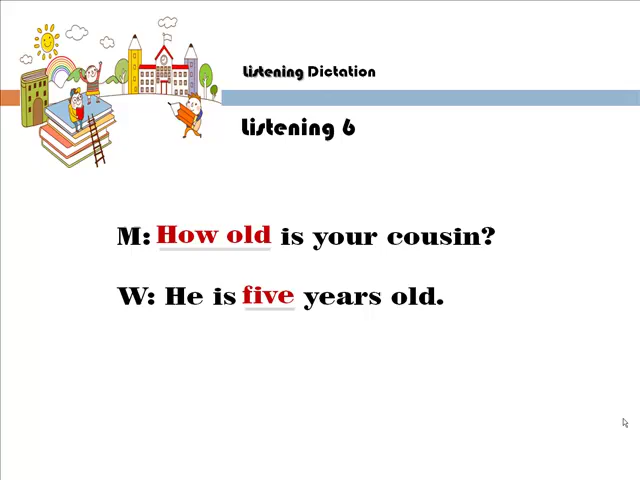 Listening Dictation
Listening 6
M: How old is your cousin?
W: He is five years old.